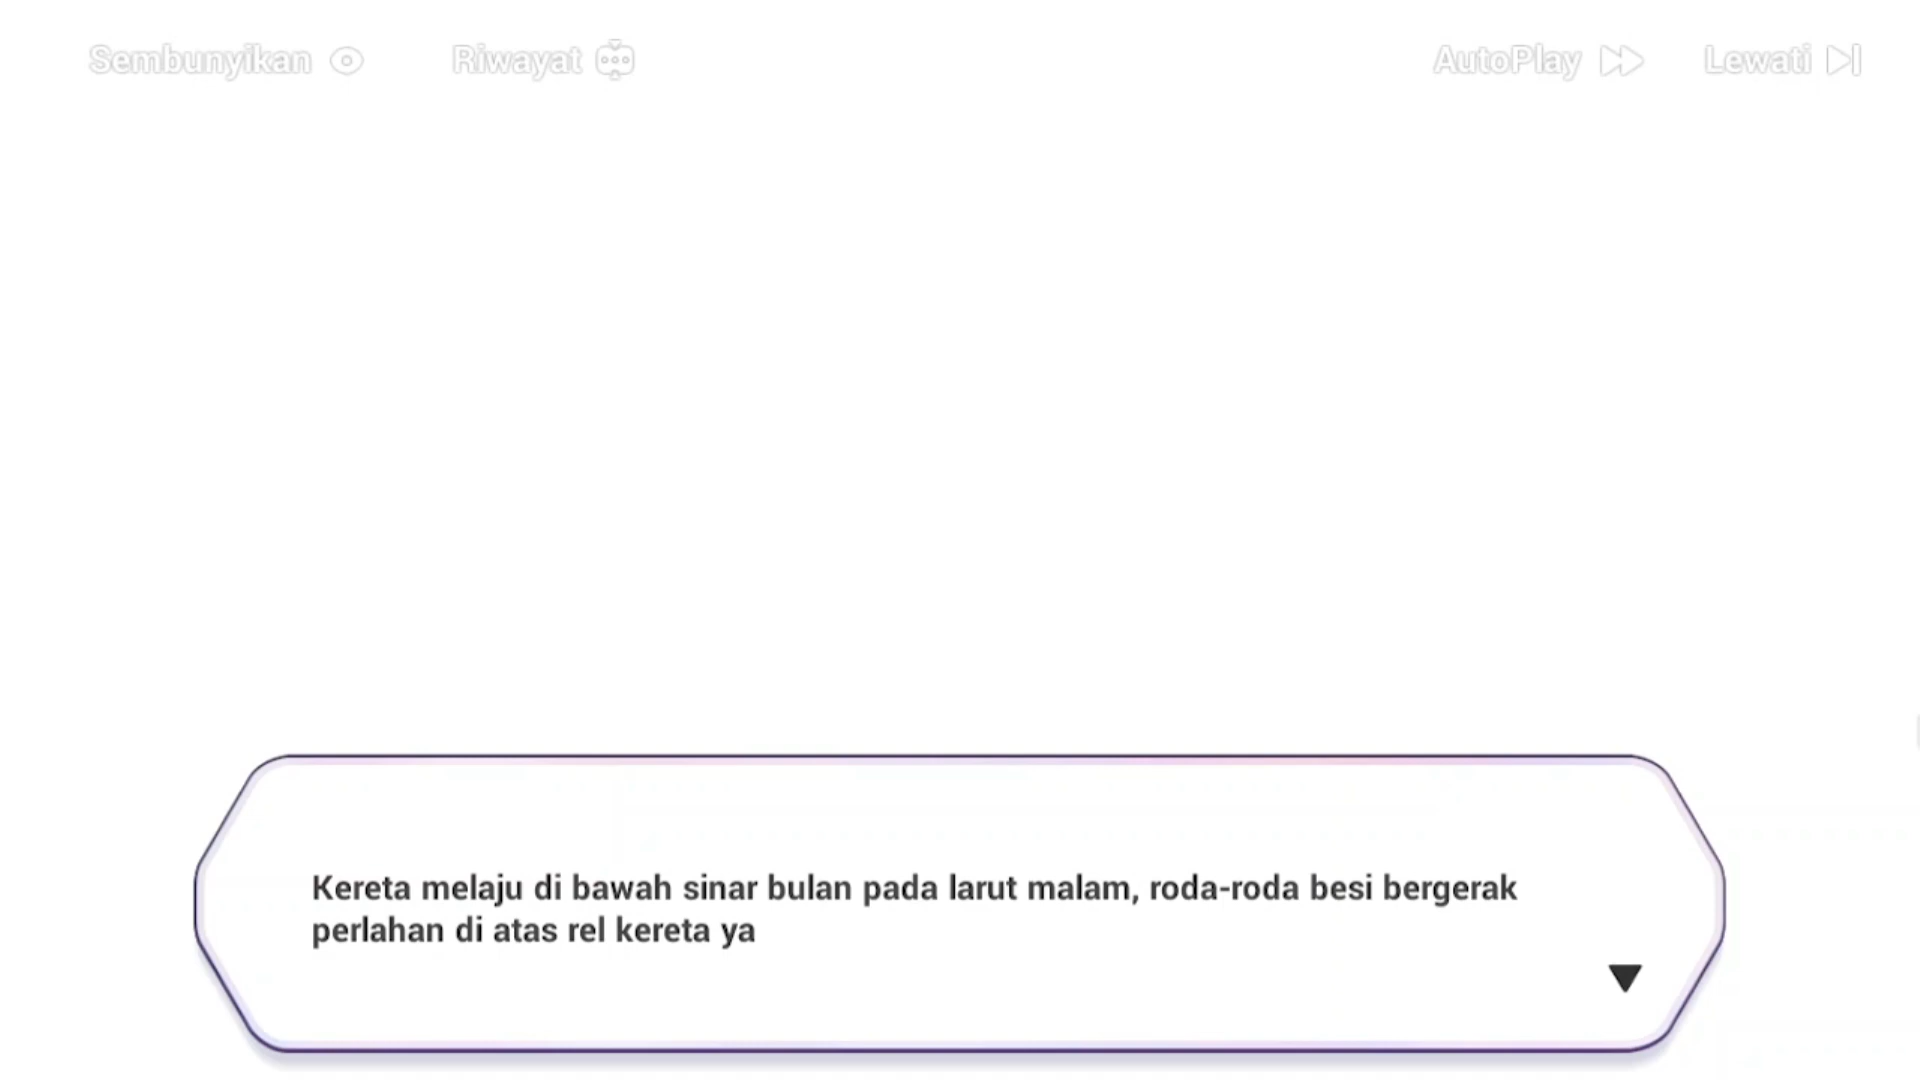 Sembunyikan
Riwayat
AutoPlay
Lewati
Kereta melaju di bawah sinar bulan pada larut malam, roda-roda besi bergerak
perlahan di atas rel kereta ya